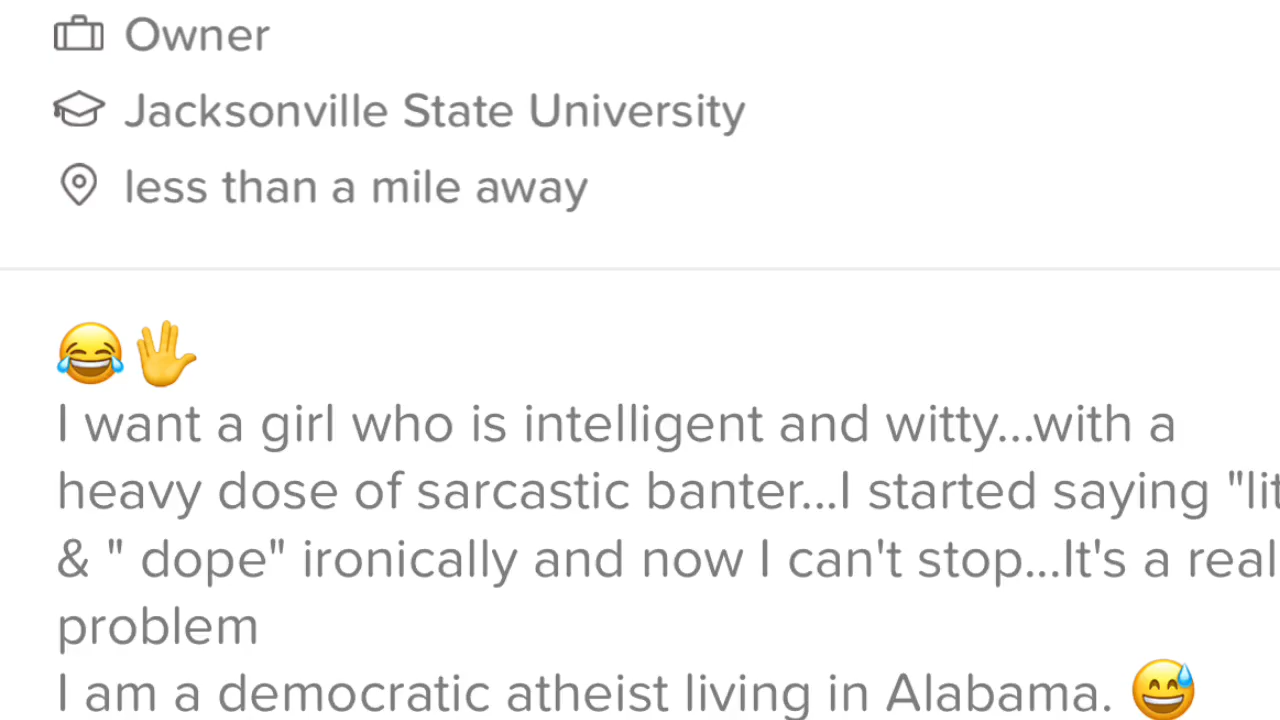 Owner
Jacksonville State University
less than a mile away
😂🖖
I want a girl who is intelligent and witty...with a
heavy dose of sarcastic banter...I started saying "lit
& " dope" ironically and now I can't stop...It's a real
problem
I am a democratic atheist living in Alabama. 😅